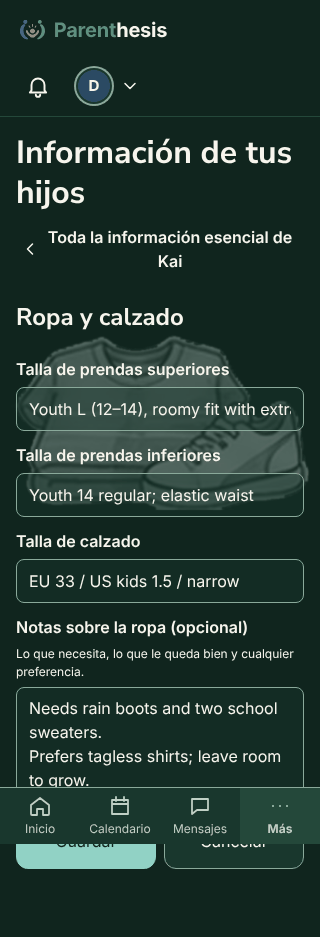 Parenthesis
D
Información de tus
hijos
Toda la información esencial de
Kai
Ropa y calzado
Talla de prendas superiores
Youth L (12–14), roomy fit with extr
Talla de prendas inferiores
Youth 14 regular; elastic waist
Talla de calzado
EU 33 / US kids 1.5 / narrow
Notas sobre la ropa (opcional)
Lo que necesita, lo que le queda bien y cualquier
preferencia.
Needs rain boots and two school
sweaters.
Prefers tagless shirts; leave room
to grow.
Inicio
Calendario
Mensajes
Más
Guardar
Cancelar